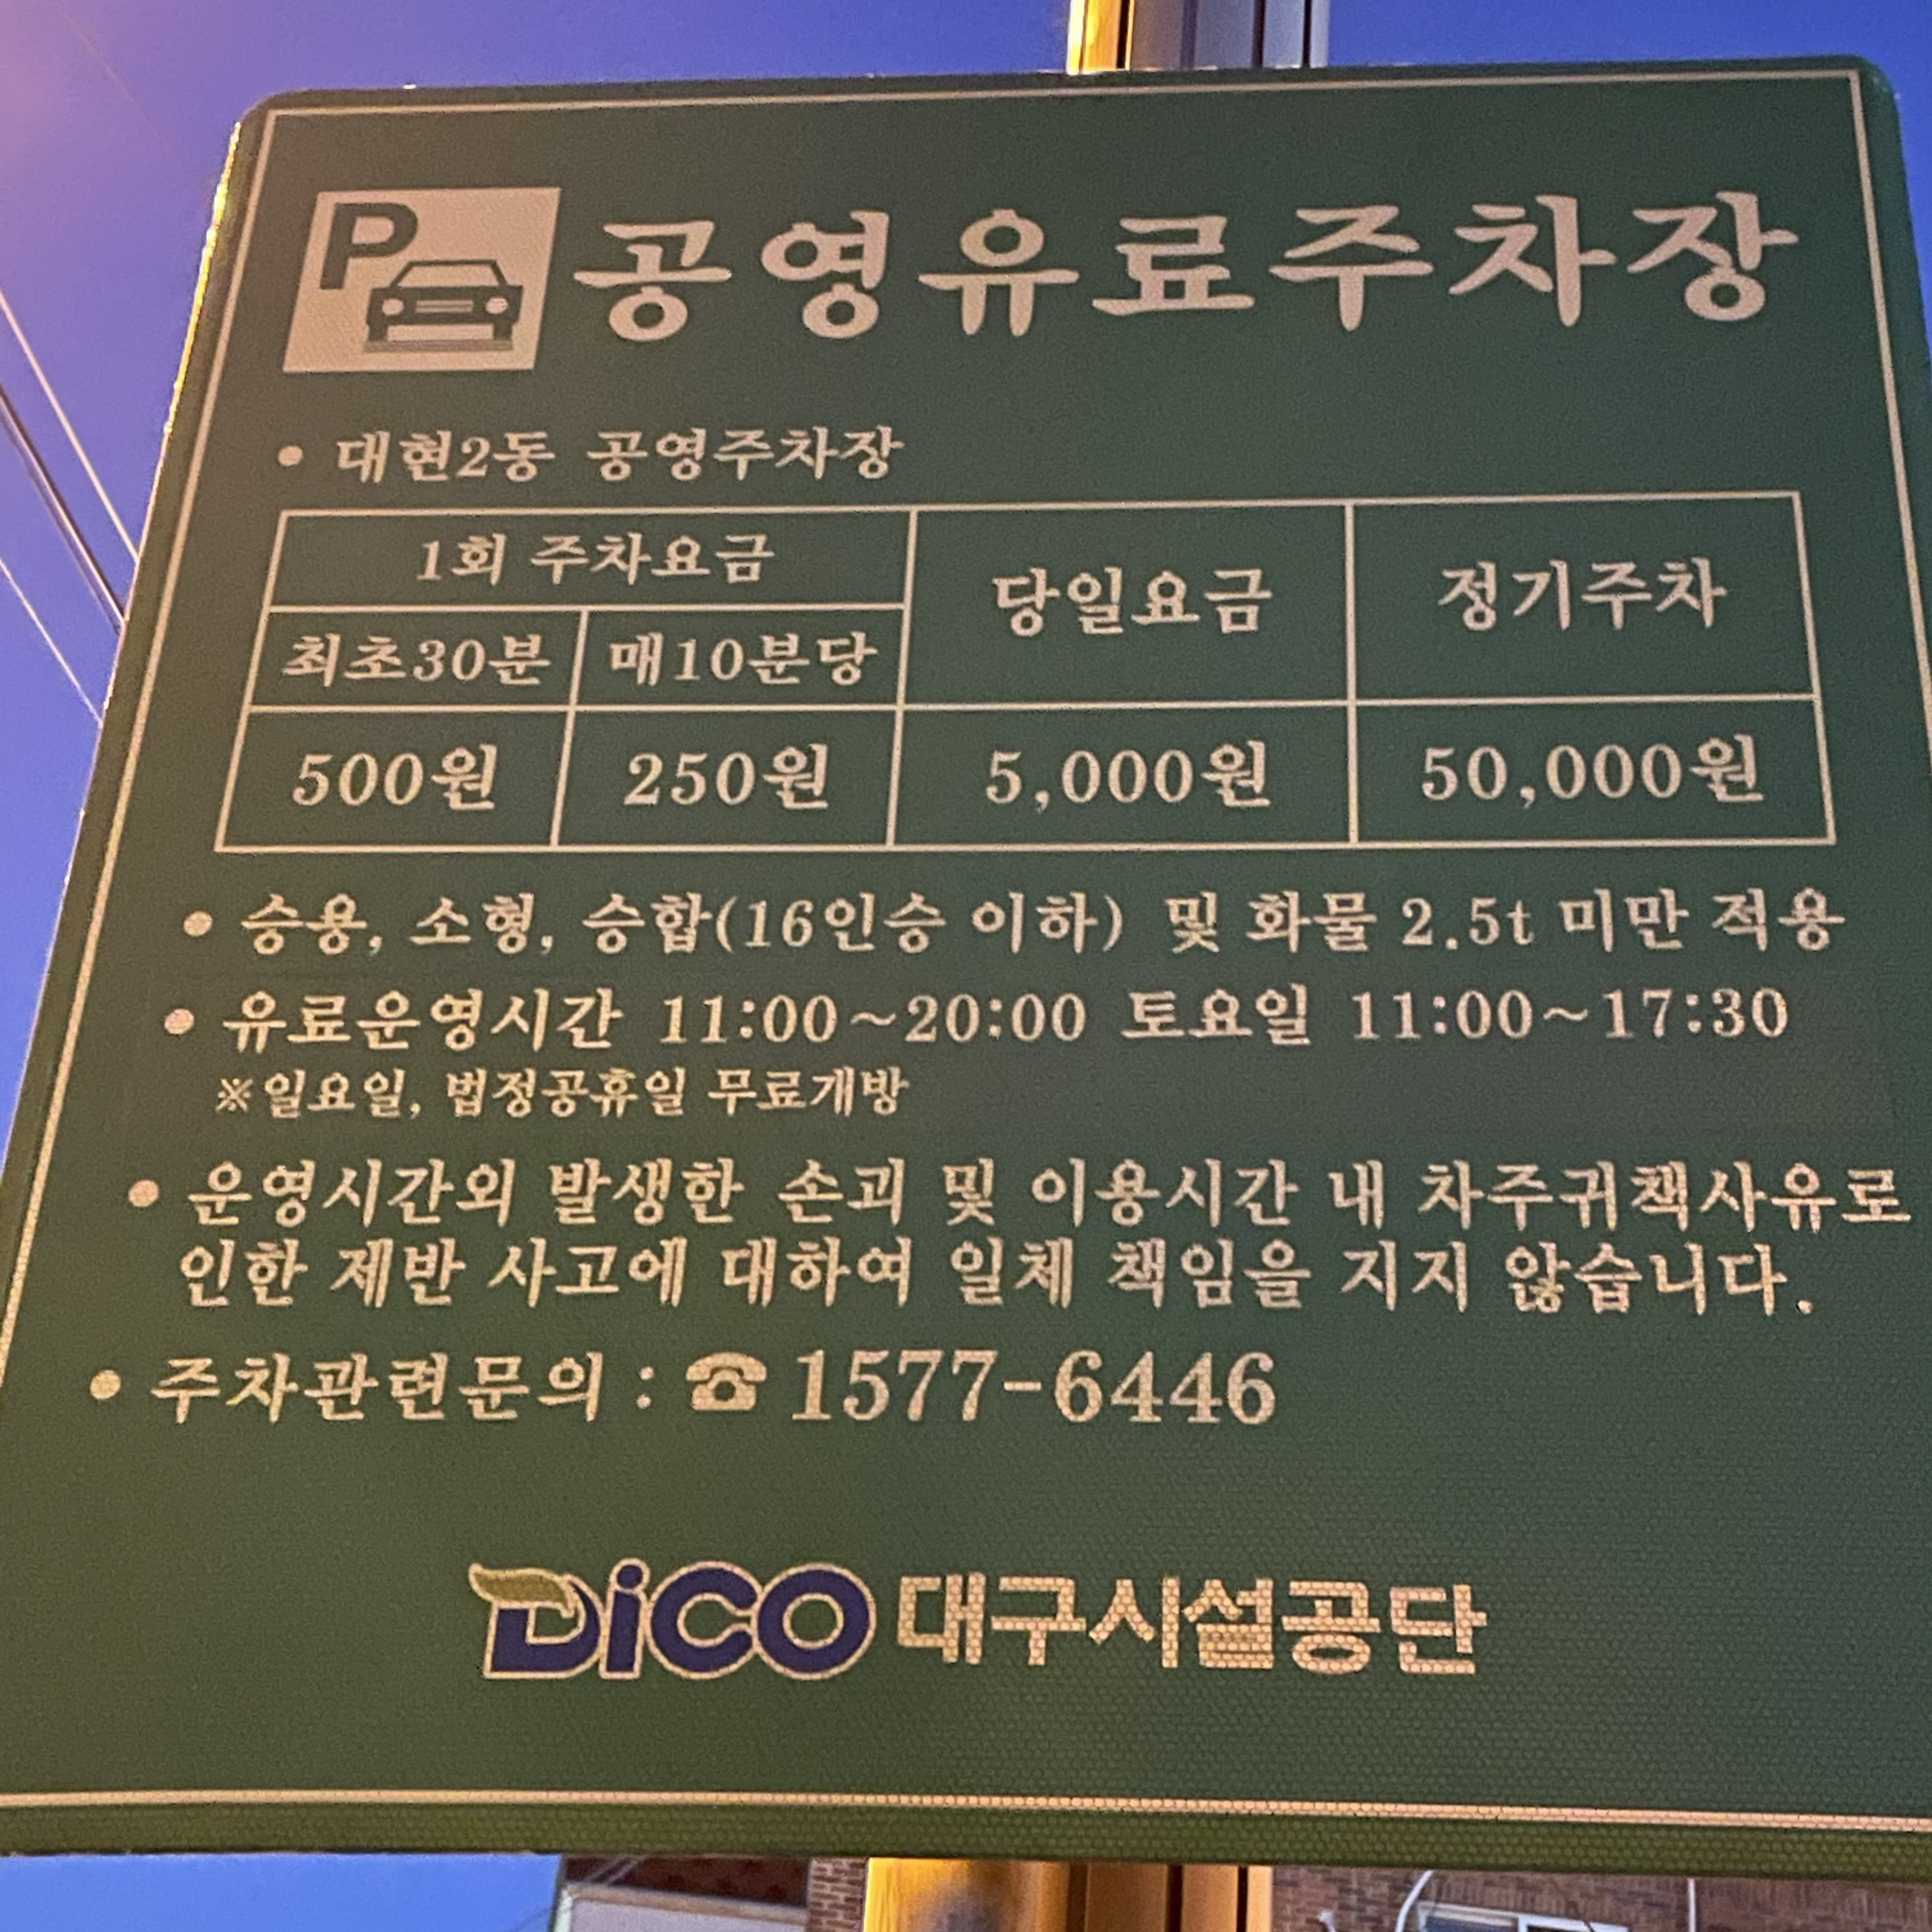 P 공영유료주차장
• 대현2동 공영주차장
1회 주차요금 당일요금 정기주차
최초30분 매10분당
500원 250원 5,000원 50,000원
• 승용, 소형, 승합(16인승 이하) 및 화물 2.5t 미만 적용
• 유료운영시간 11:00~20:00 토요일 11:00~17:30
※일요일, 법정공휴일 무료개방
• 운영시간외 발생한 손괴 및 이용시간 내 차주귀책사유로
인한 제반 사고에 대하여 일체 책임을 지지 않습니다.
• 주차관련문의 : ☎ 1577-6446
DiCO 대구시설공단